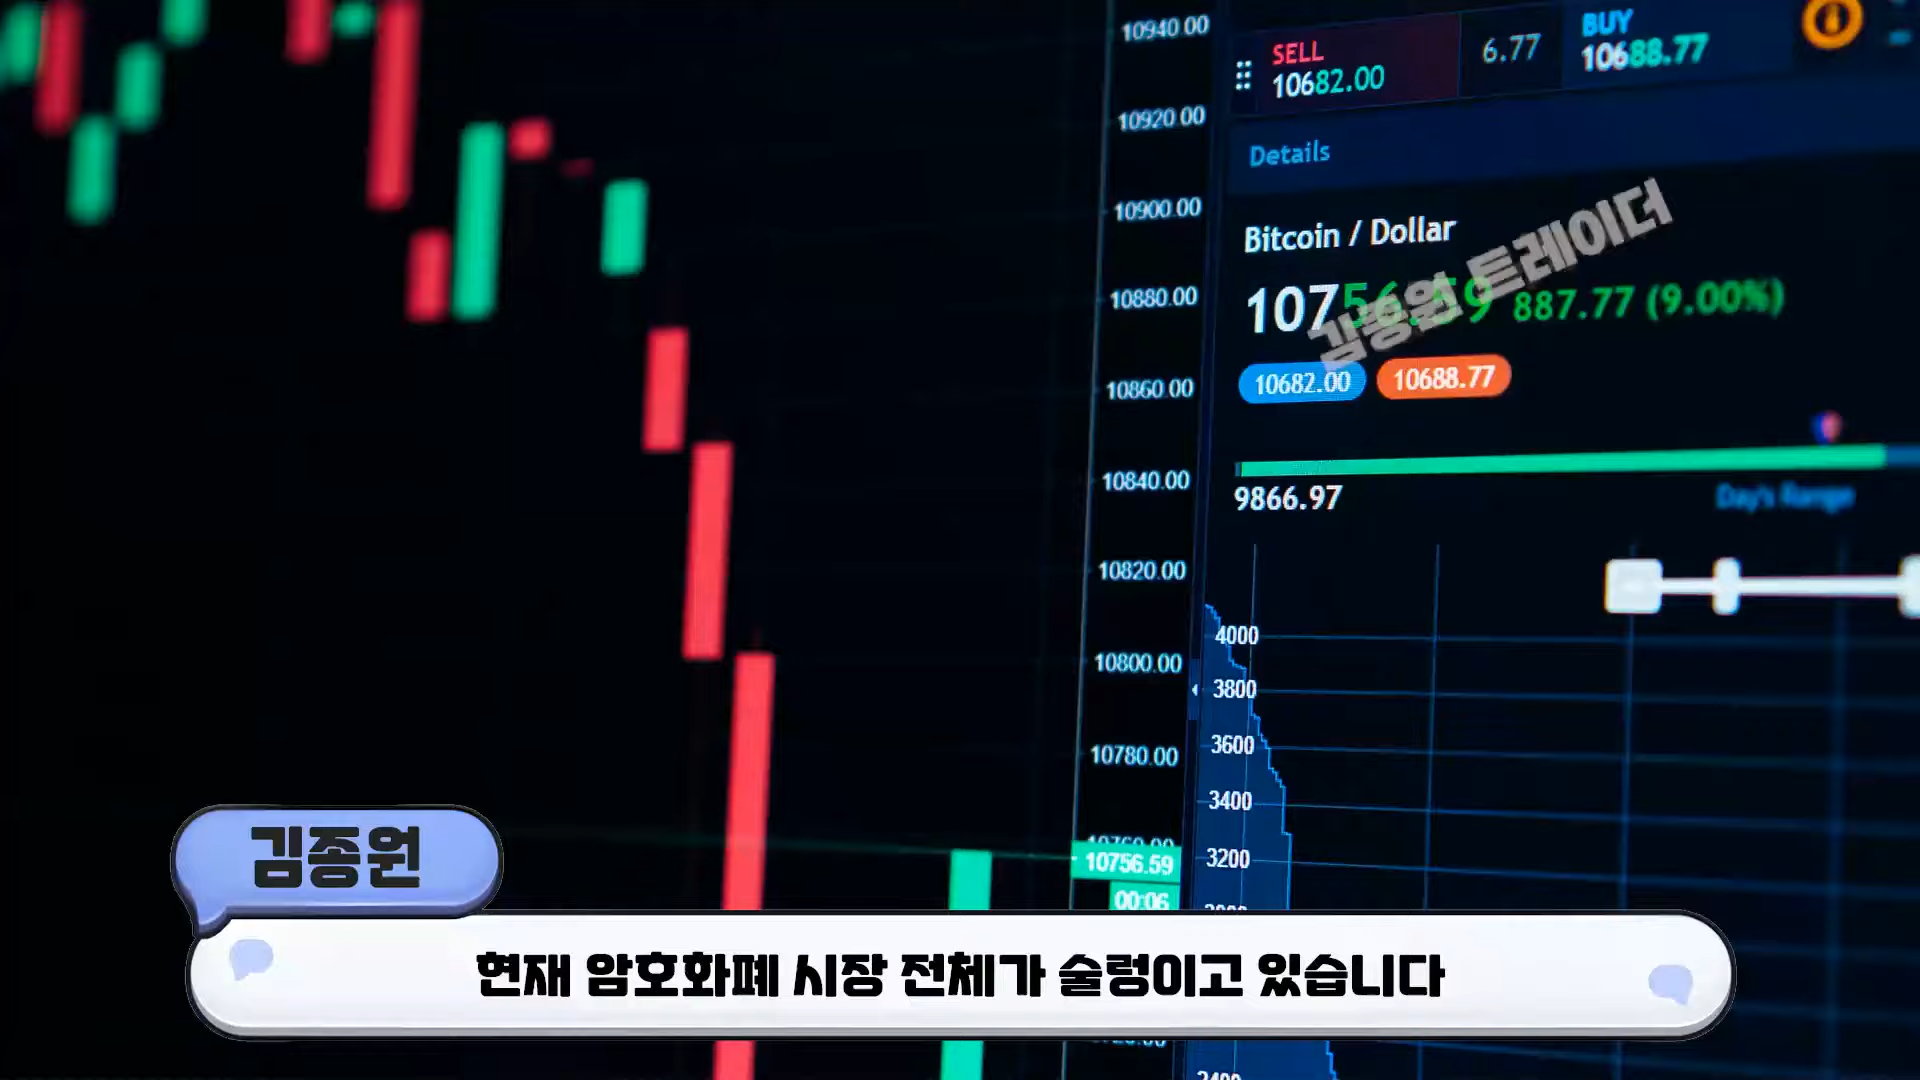 10940.00
10920.00
10900.00
10880.00
10860.00
10840.00
10820.00
10800.00
10780.00
10756.59
00:06
SELL
10682.00
6.77
BUY
10688.77
Details
Bitcoin / Dollar
10756.59 887.77 (9.00%)
김종원 트레이더
10682.00 10688.77
9866.97
Day's Range
4000
3800
3600
3400
3200
김종원
현재 암호화폐 시장 전체가 술렁이고 있습니다